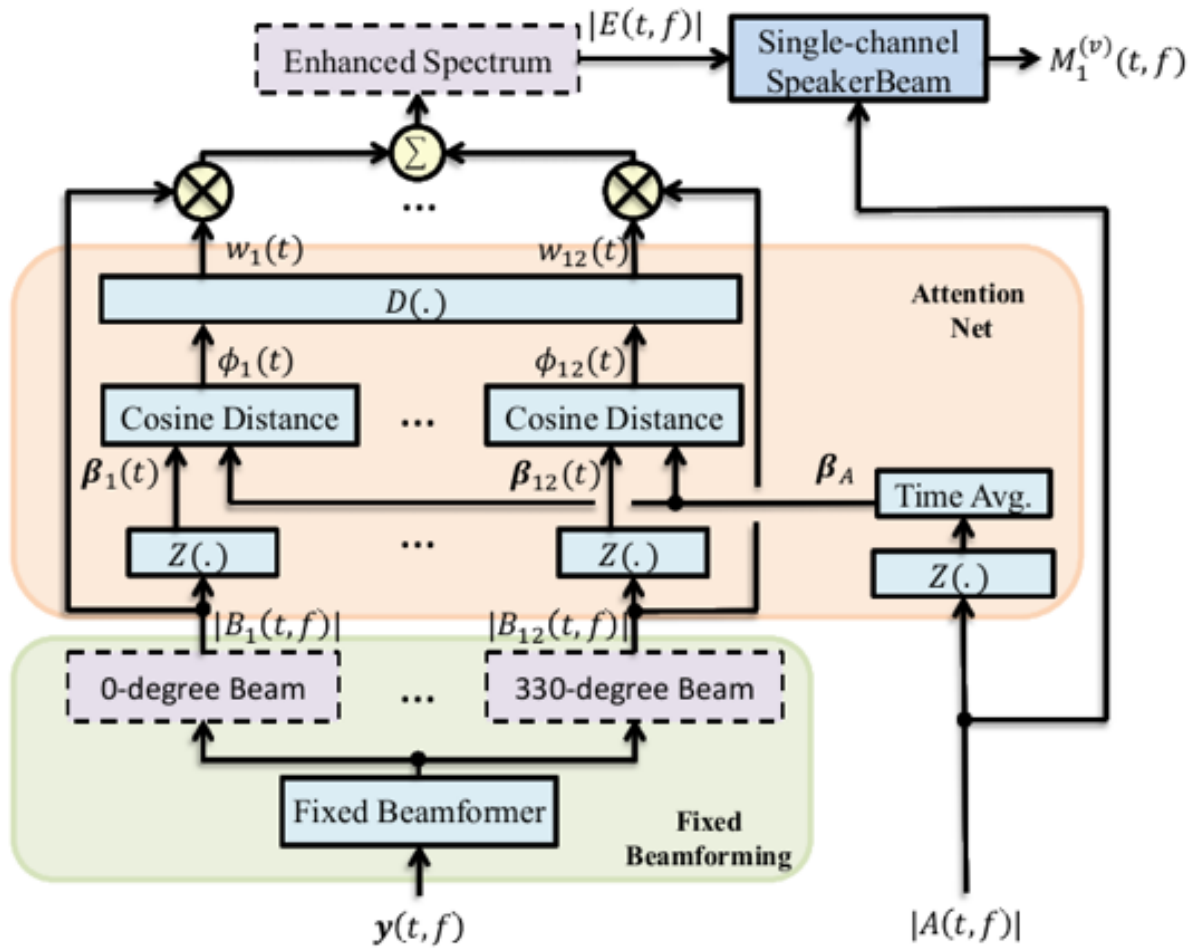 |E(t, f)|
Enhanced Spectrum
Single-channel
SpeakerBeam
M₁⁽ᵛ⁾(t, f)
Σ
...
w₁(t)
w₁₂(t)
D(.)
Attention
Net
ϕ₁(t)
ϕ₁₂(t)
Cosine Distance
...
Cosine Distance
β₁(t)
β₁₂(t)
β_A
Time Avg.
Z(.)
...
Z(.)
Z(.)
|B₁(t, f)|
|B₁₂(t, f)|
0-degree Beam
...
330-degree Beam
Fixed Beamformer
Fixed
Beamforming
y(t, f)
|A(t, f)|